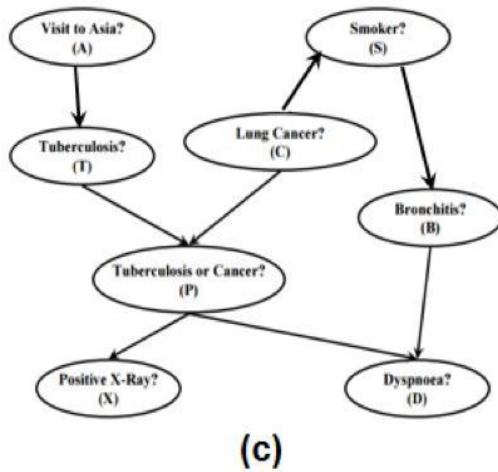 Visit to Asia?
(A)
Smoker?
(S)
Tuberculosis?
(T)
Lung Cancer?
(C)
Bronchitis?
(B)
Tuberculosis or Cancer?
(P)
Positive X-Ray?
(X)
Dyspnoea?
(D)
(c)